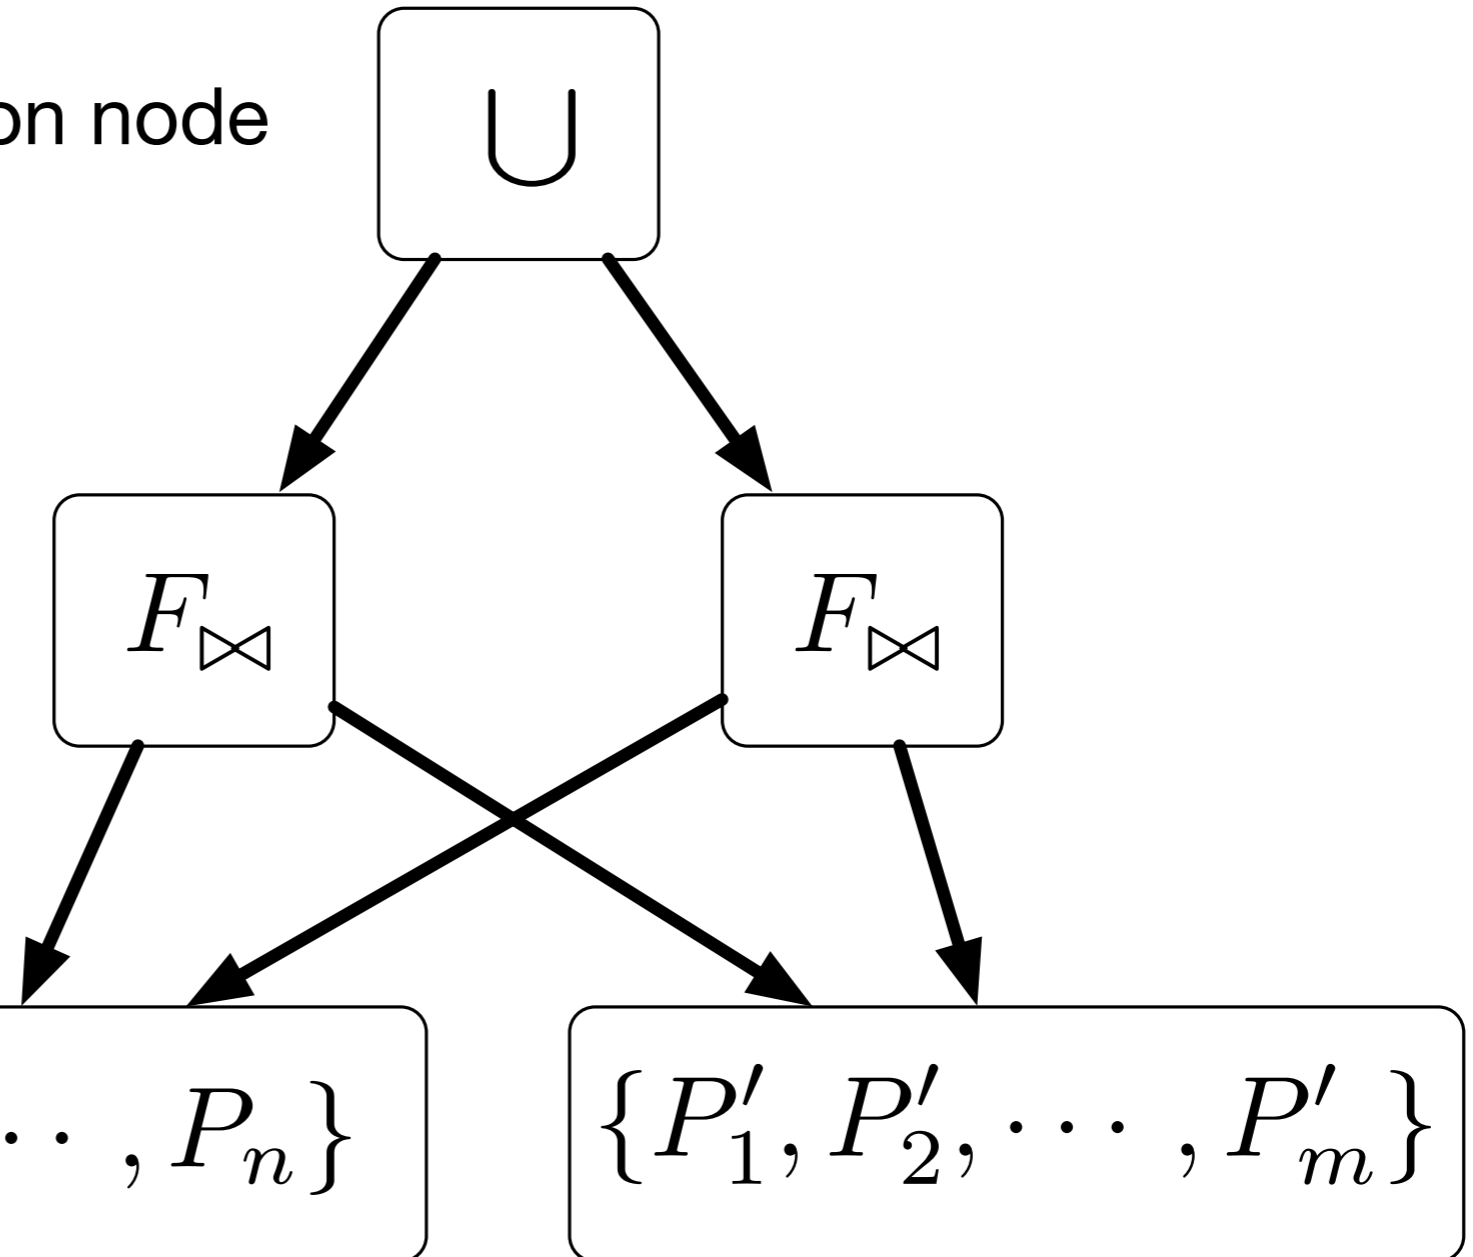 ∪
on node
F⋈
F⋈
·· , Pₙ}
{P′₁, P′₂, ··· , P′ₘ}